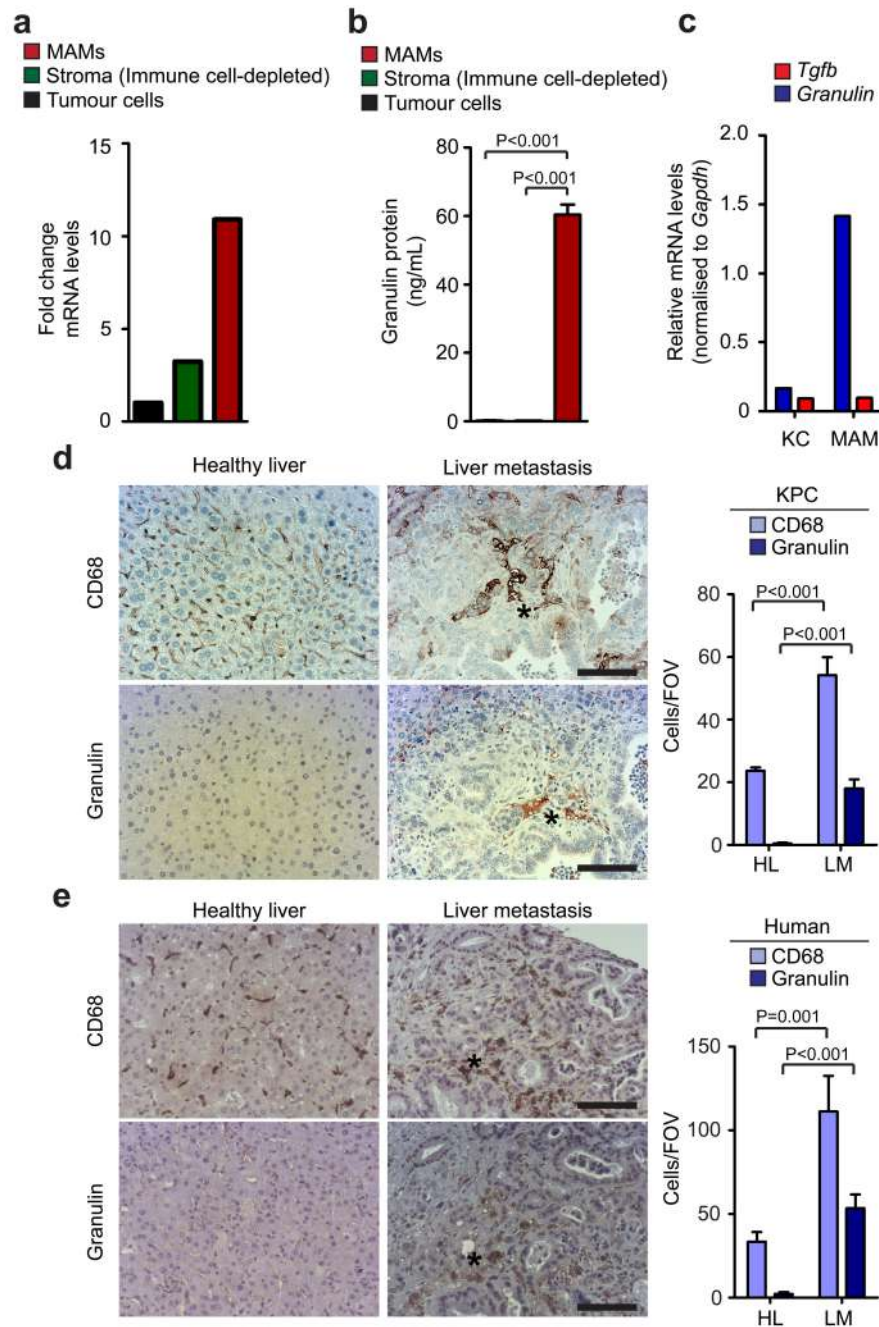 a
MAMs
Stroma (Immune cell-depleted)
Tumour cells
Fold change
mRNA levels
15
10
5
0
b
MAMs
Stroma (Immune cell-depleted)
Tumour cells
P<0.001
P<0.001
Granulin protein
(ng/mL)
80
60
40
20
0
c
Tgfb
Granulin
Relative mRNA levels
(normalised to Gapdh)
2.0
1.5
1.0
0.5
0
KC MAM
d
Healthy liver
Liver metastasis
CD68
*
Granulin
*
KPC
CD68
Granulin
P<0.001
P<0.001
Cells/FOV
80
60
40
20
0
HL LM
e
Healthy liver
Liver metastasis
CD68
*
Granulin
*
Human
CD68
Granulin
P=0.001
P<0.001
Cells/FOV
150
100
50
0
HL LM